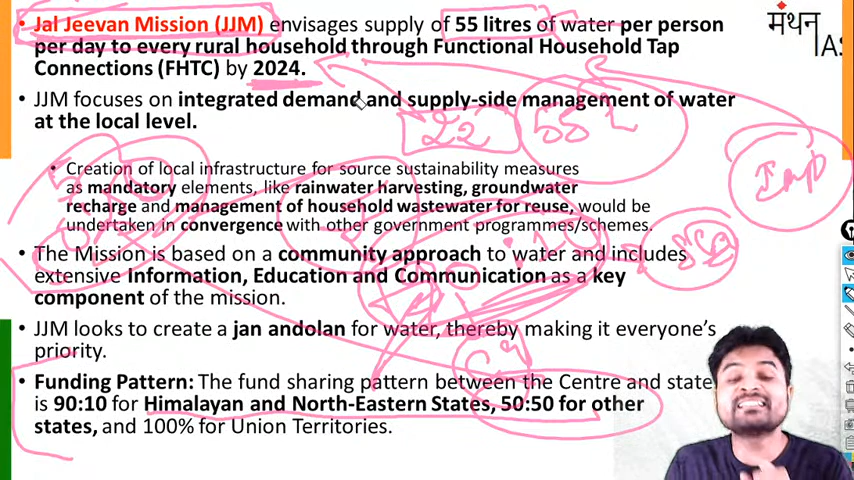 • Jal Jeevan Mission (JJM) envisages supply of 55 litres of water per person
per day to every rural household through Functional Household Tap
Connections (FHTC) by 2024.
मंथन
IAS
• JJM focuses on integrated demand and supply-side management of water
at the local level.
22
55 L
Imp
• Creation of local infrastructure for source sustainability measures
as mandatory elements, like rainwater harvesting, groundwater
recharge and management of household wastewater for reuse, would be
undertaken in convergence with other government programmes/schemes.
• The Mission is based on a community approach to water and includes
extensive Information, Education and Communication as a key
component of the mission.
• JJM looks to create a jan andolan for water, thereby making it everyone's
priority.
• Funding Pattern: The fund sharing pattern between the Centre and state
is 90:10 for Himalayan and North-Eastern States, 50:50 for other
states, and 100% for Union Territories.